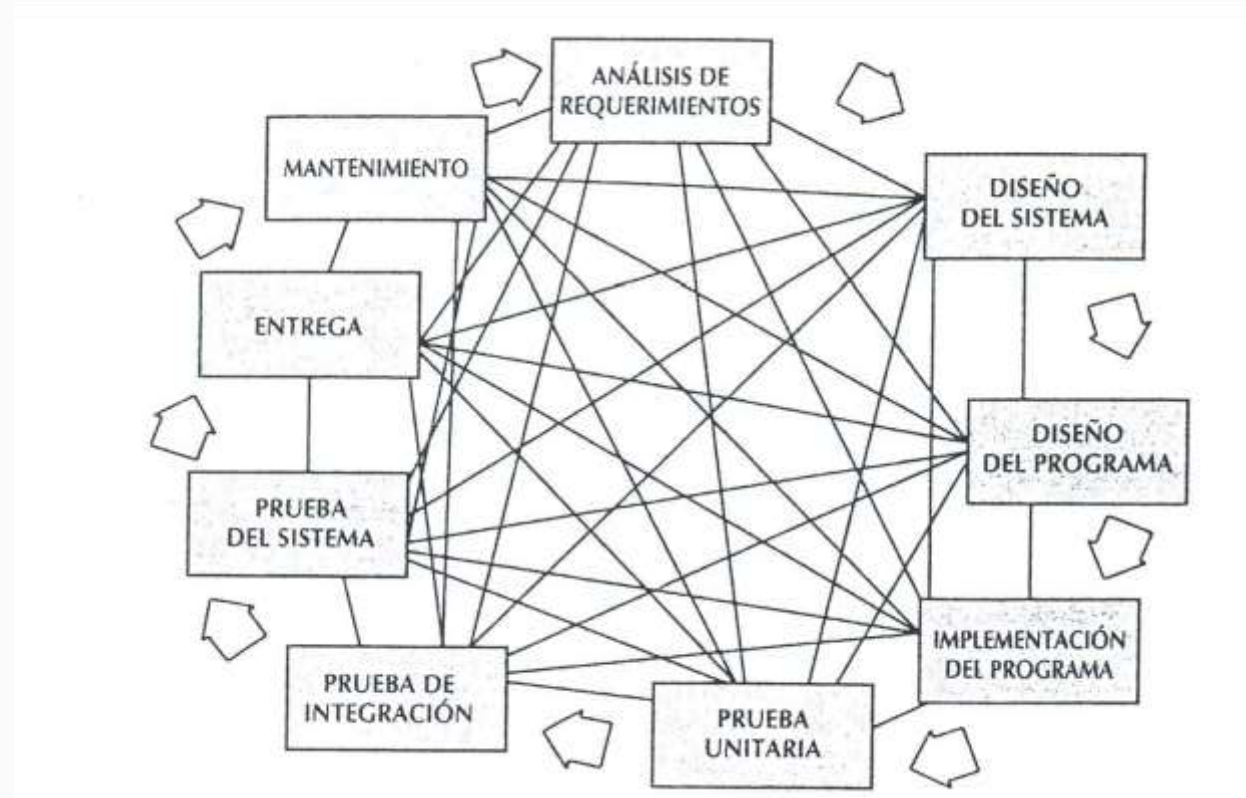 ANÁLISIS DE
REQUERIMIENTOS
MANTENIMIENTO
DISEÑO
DEL SISTEMA
ENTREGA
DISEÑO
DEL PROGRAMA
PRUEBA
DEL SISTEMA
IMPLEMENTACIÓN
DEL PROGRAMA
PRUEBA DE
INTEGRACIÓN
PRUEBA
UNITARIA